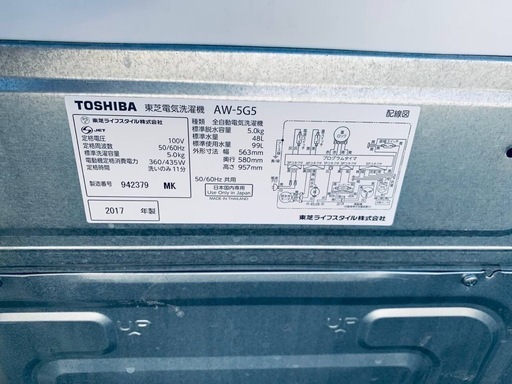 TOSHIBA 東芝電気洗濯機 AW-5G5 配線図
東芝ライフスタイル株式会社
JET
定格電圧 100V
定格周波数 50/60Hz
標準洗濯容量 5.0kg
電動機定格消費電力 360/435W
洗い時間 洗いのみ 11分
製造番号 942379 MK
2017 年製
種類 全自動電気洗濯機
標準脱水容量 5.0kg
標準水量 48L
標準使用水量 99L
外形寸法 幅 563mm
奥行 580mm
高さ 957mm
50/60Hz 共用
日本国内専用
Use Only in Japan
MADE IN THAILAND
プログラムタイマ
東芝ライフスタイル株式会社
UP
UP